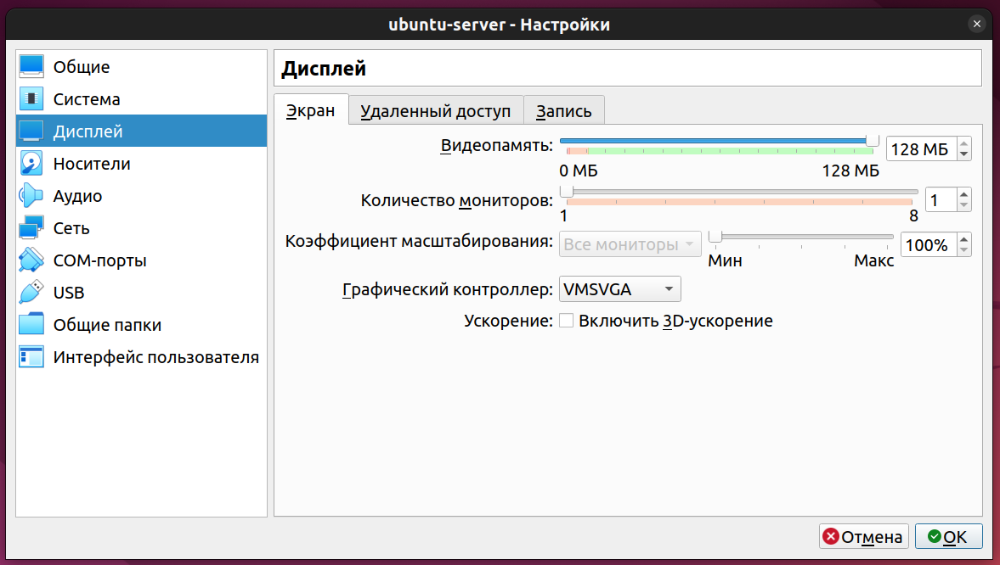 ubuntu-server - Настройки
Общие
Система
Дисплей
Носители
Аудио
Сеть
COM-порты
USB
Общие папки
Интерфейс пользователя
Дисплей
Экран Удаленный доступ Запись
Видеопамять: 128 МБ
0 МБ 128 МБ
Количество мониторов: 1
1 8
Коэффициент масштабирования: Все мониторы 100%
Мин Макс
Графический контроллер: VMSVGA
Ускорение: Включить 3D-ускорение
Отмена OK